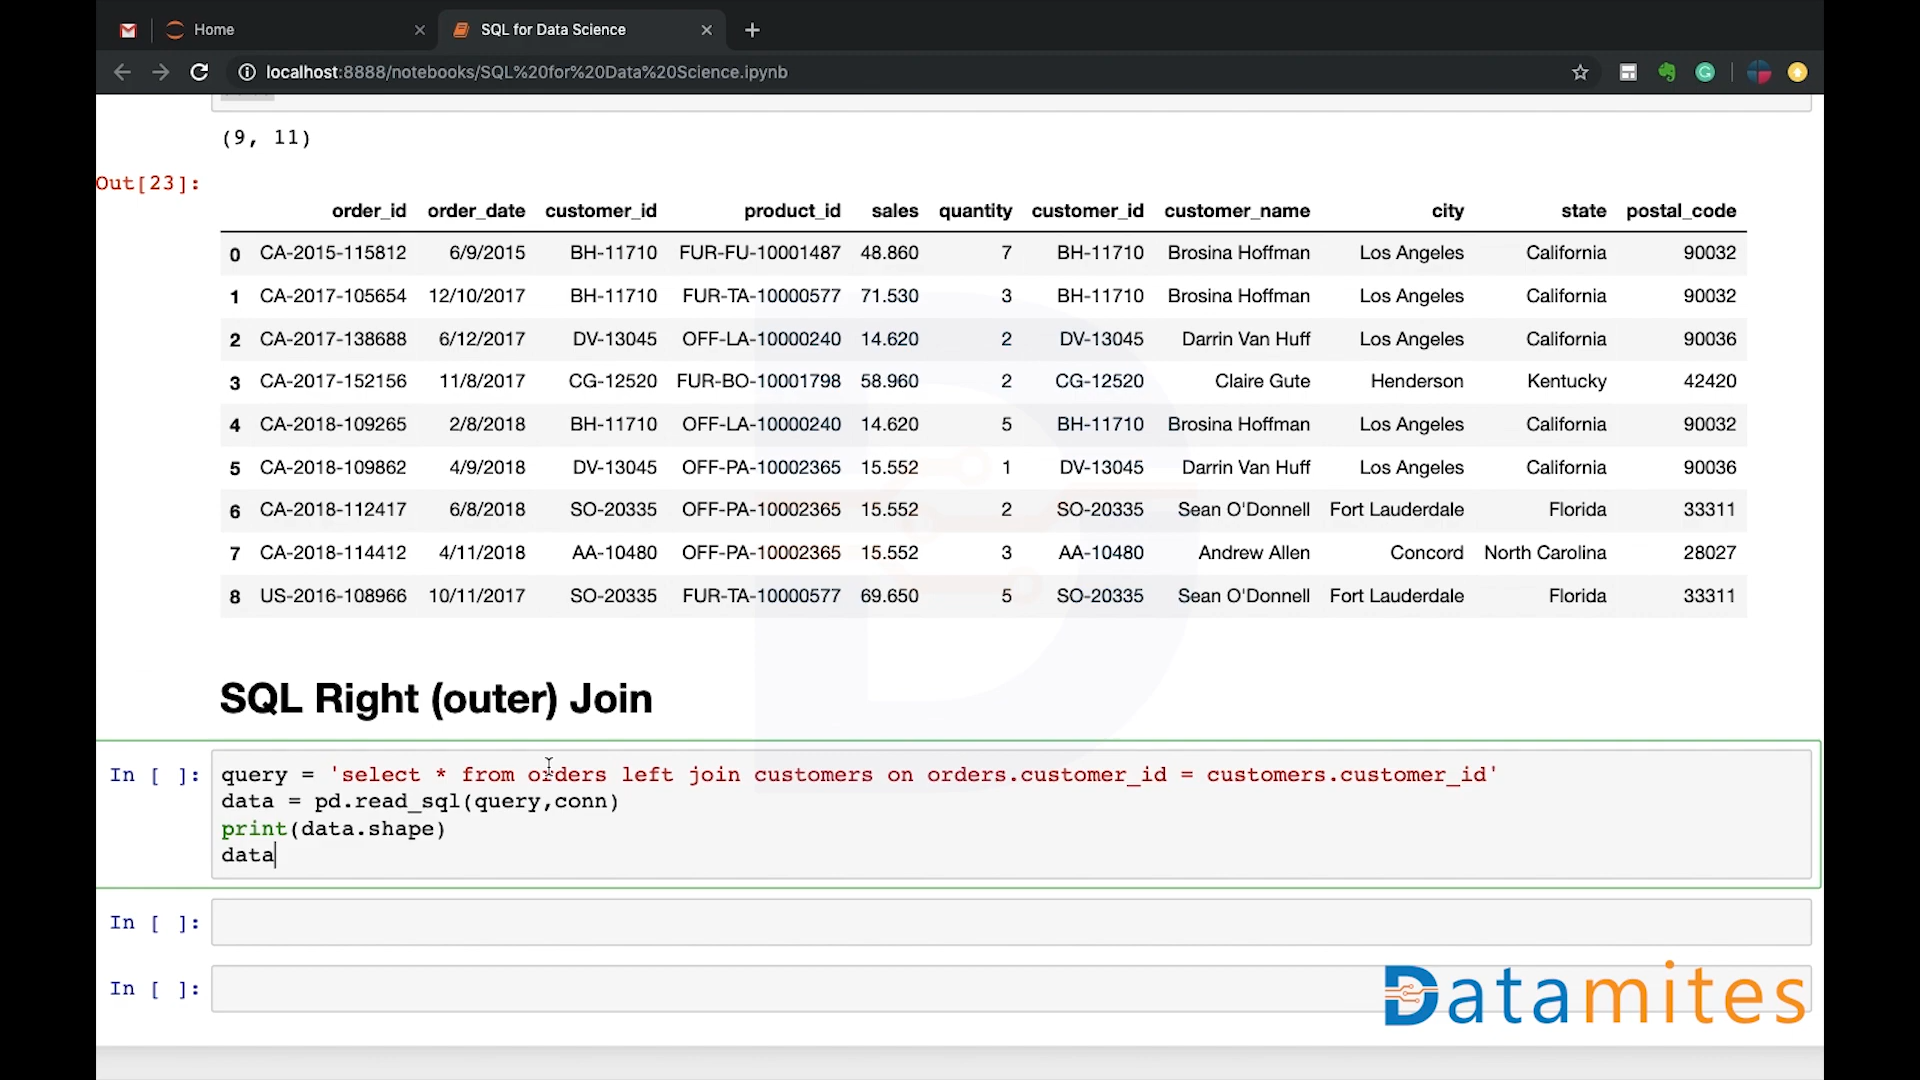 Home
SQL for Data Science
localhost:8888/notebooks/SQL%20for%20Data%20Science.ipynb
(9, 11)
Out[23]:
order_id order_date customer_id product_id sales quantity customer_id customer_name city state postal_code
0 CA-2015-115812 6/9/2015 BH-11710 FUR-FU-10001487 48.860 7 BH-11710 Brosina Hoffman Los Angeles California 90032
1 CA-2017-105654 12/10/2017 BH-11710 FUR-TA-10000577 71.530 3 BH-11710 Brosina Hoffman Los Angeles California 90032
2 CA-2017-138688 6/12/2017 DV-13045 OFF-LA-10000240 14.620 2 DV-13045 Darrin Van Huff Los Angeles California 90036
3 CA-2017-152156 11/8/2017 CG-12520 FUR-BO-10001798 58.960 2 CG-12520 Claire Gute Henderson Kentucky 42420
4 CA-2018-109265 2/8/2018 BH-11710 OFF-LA-10000240 14.620 5 BH-11710 Brosina Hoffman Los Angeles California 90032
5 CA-2018-109862 4/9/2018 DV-13045 OFF-PA-10002365 15.552 1 DV-13045 Darrin Van Huff Los Angeles California 90036
6 CA-2018-112417 6/8/2018 SO-20335 OFF-PA-10002365 15.552 2 SO-20335 Sean O'Donnell Fort Lauderdale Florida 33311
7 CA-2018-114412 4/11/2018 AA-10480 OFF-PA-10002365 15.552 3 AA-10480 Andrew Allen Concord North Carolina 28027
8 US-2016-108966 10/11/2017 SO-20335 FUR-TA-10000577 69.650 5 SO-20335 Sean O'Donnell Fort Lauderdale Florida 33311
SQL Right (outer) Join
In [ ]: query = 'select * from orders left join customers on orders.customer_id = customers.customer_id'
data = pd.read_sql(query,conn)
print(data.shape)
data
In [ ]:
In [ ]:
Datamites